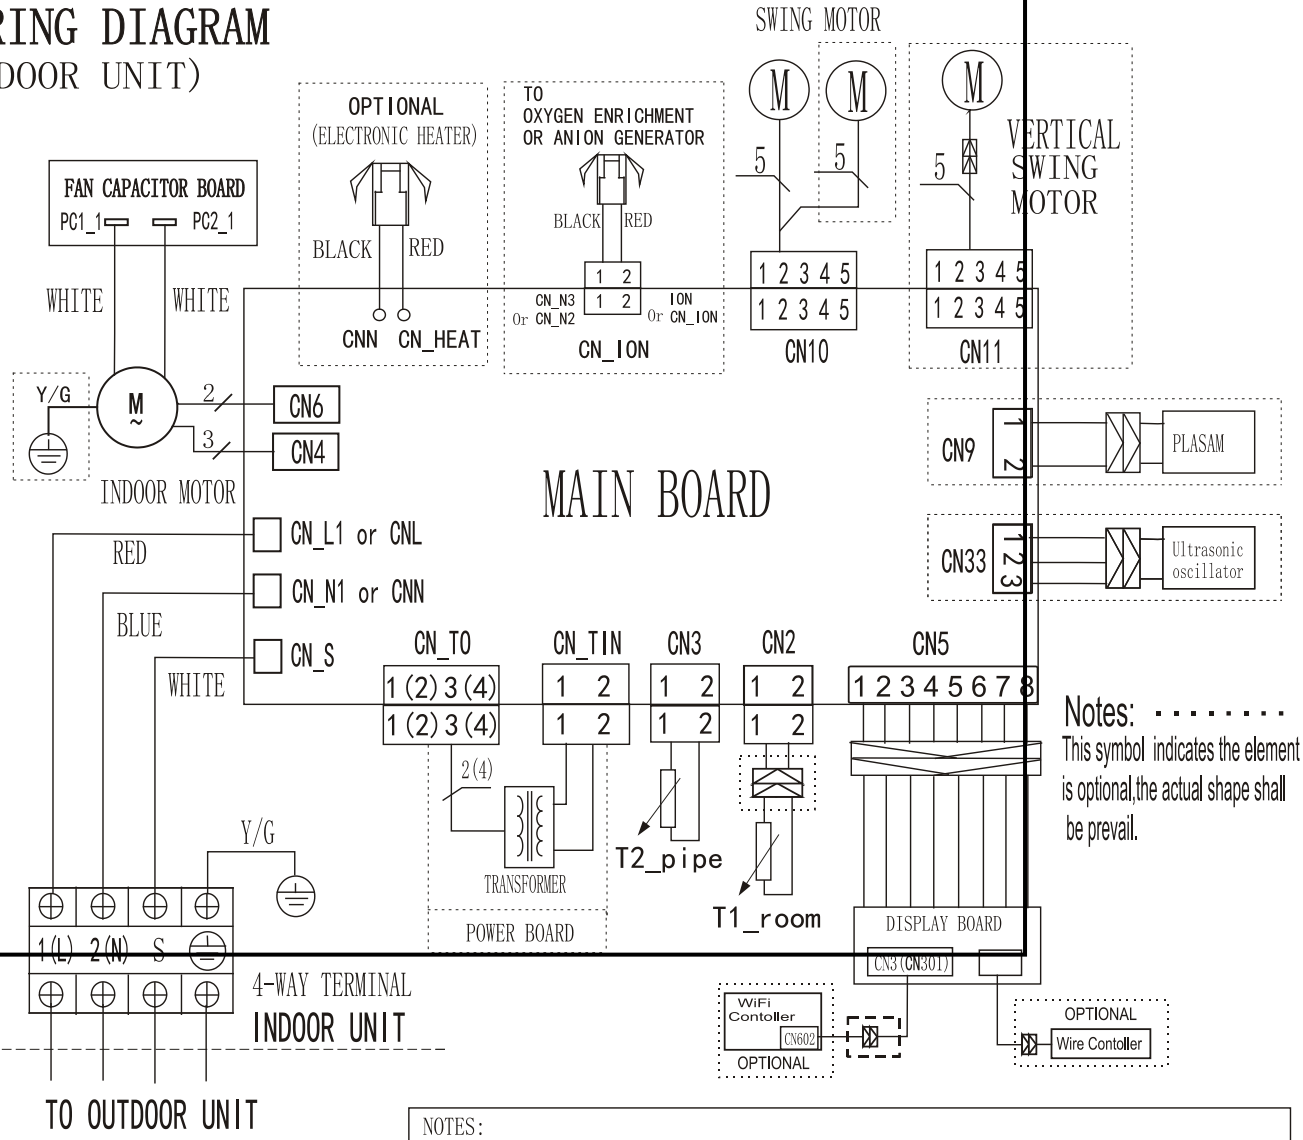 RING DIAGRAM
DOOR UNIT)
SWING MOTOR
M
M
M
5
5
5
VERTICAL
SWING
MOTOR
OPTIONAL
(ELECTRONIC HEATER)
BLACK
RED
CNN CN_HEAT
TO
OXYGEN ENRICHMENT
OR ANION GENERATOR
BLACK
RED
1 2
1 2
CN_N3
Or CN_N2
ION
Or CN_ION
CN_ION
1 2 3 4 5
1 2 3 4 5
CN10
1 2 3 4 5
1 2 3 4 5
CN11
FAN CAPACITOR BOARD
PC1_1
PC2_1
WHITE
WHITE
Y/G
M
~
2
3
CN6
CN4
INDOOR MOTOR
MAIN BOARD
CN9
1
2
PLASAM
CN33
1
2
3
Ultrasonic
oscillator
CN_L1 or CNL
RED
CN_N1 or CNN
BLUE
CN_S
WHITE
CN_TO
1(2)3(4)
1(2)3(4)
CN_TIN
1 2
1 2
CN3
1 2
1 2
CN2
1 2
1 2
CN5
1 2 3 4 5 6 7 8
2(4)
TRANSFORMER
POWER BOARD
T2_pipe
T1_room
Notes:
This symbol indicates the element
is optional,the actual shape shall
be prevail.
Y/G
1(L) 2(N) S
4-WAY TERMINAL
INDOOR UNIT
TO OUTDOOR UNIT
DISPLAY BOARD
CN3(CN301)
WiFi
Contoller
CN602
OPTIONAL
OPTIONAL
Wire Contoller
NOTES: